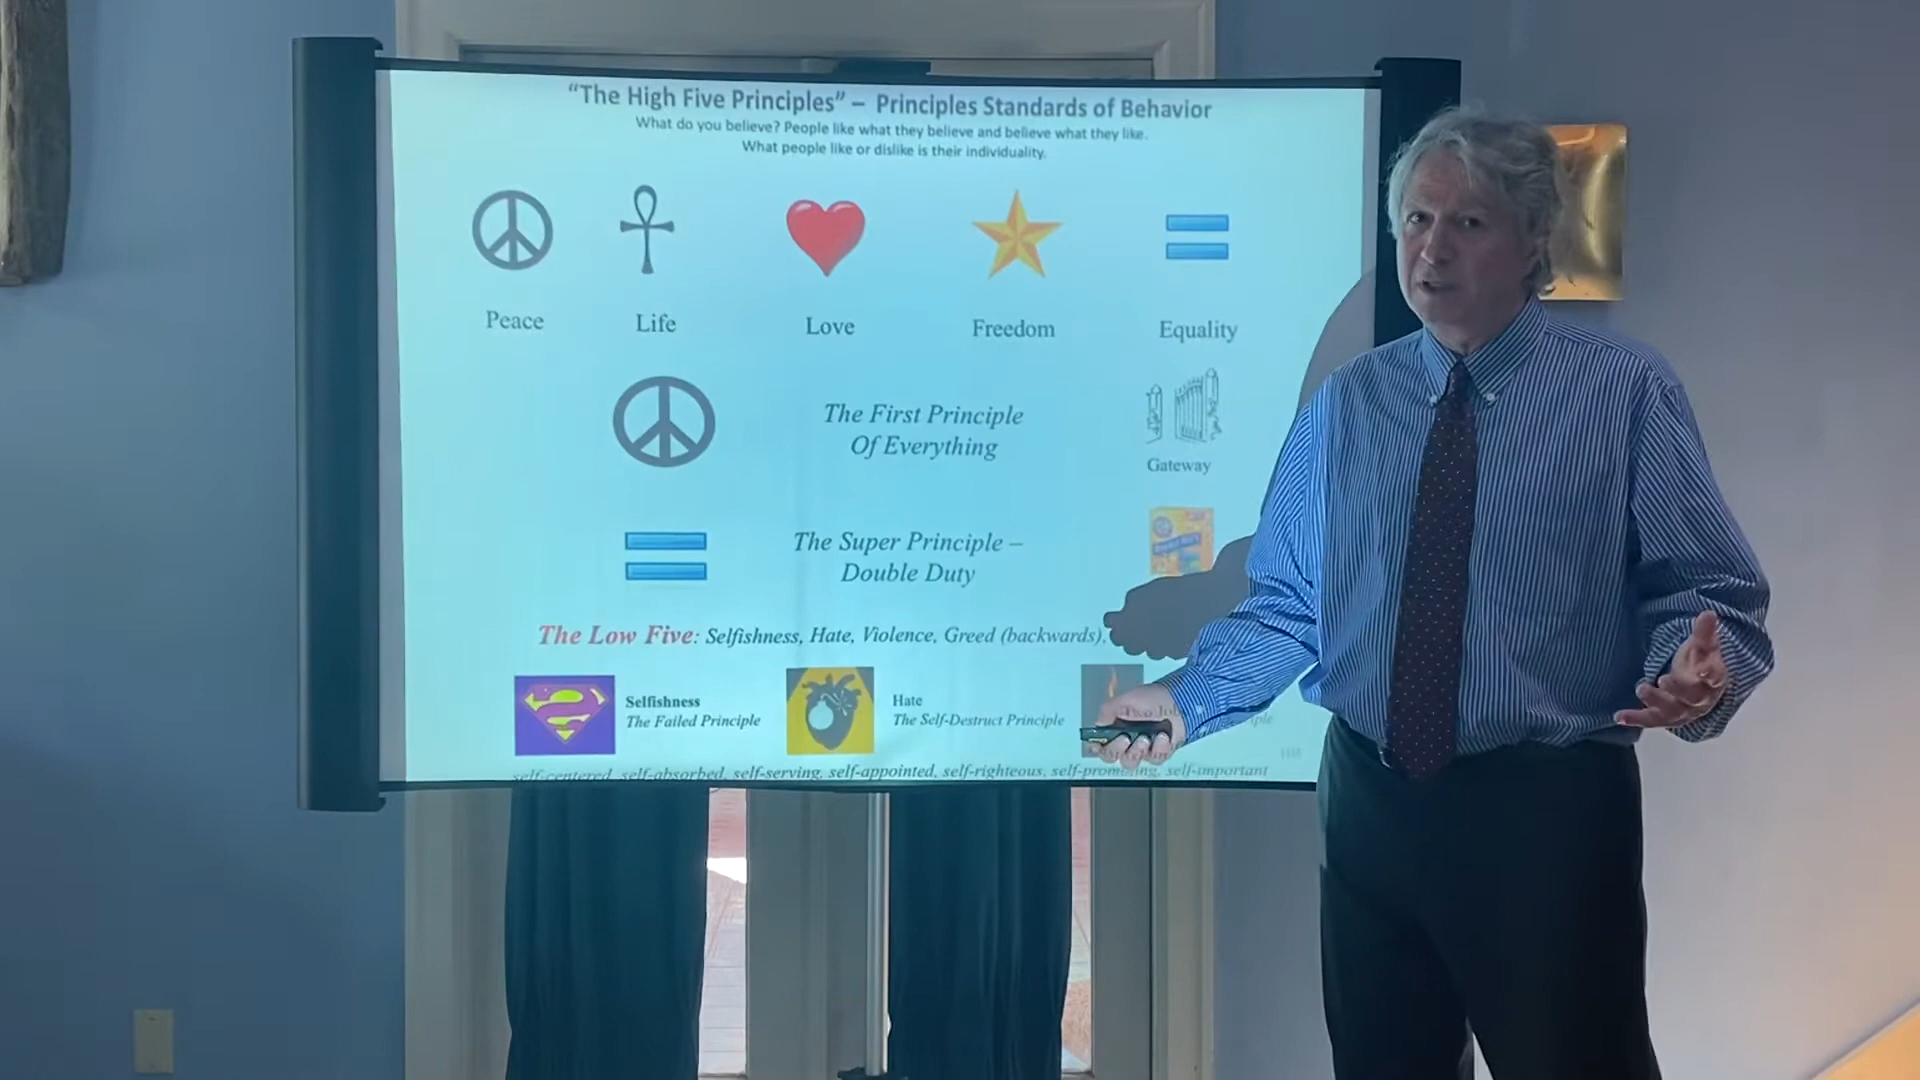 “The High Five Principles” – Principles Standards of Behavior
What do you believe? People like what they believe and believe what they like.
What people like or dislike is their individuality.
Peace
Life
Love
Freedom
Equality
The First Principle
Of Everything
Gateway
The Super Principle –
Double Duty
The Low Five: Selfishness, Hate, Violence, Greed (backwards),
Selfishness
The Failed Principle
Hate
The Self-Destruct Principle
self-centered, self-absorbed, self-serving, self-appointed, self-righteous, self-promoting, self-important